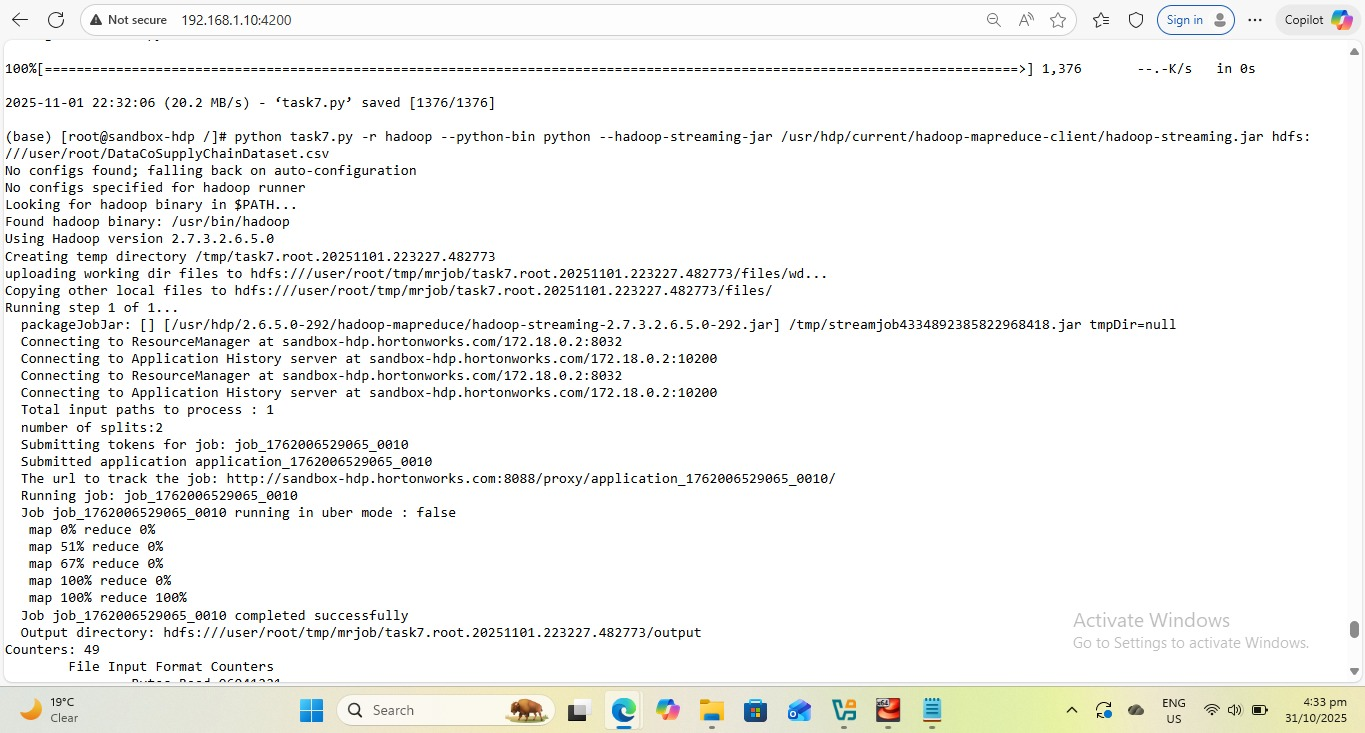 Not secure 192.168.1.10:4200 Sign in Copilot
100%[=============================================================================================================================>] 1,376 --.-K/s in 0s
2025-11-01 22:32:06 (20.2 MB/s) - ‘task7.py’ saved [1376/1376]
(base) [root@sandbox-hdp /]# python task7.py -r hadoop --python-bin python --hadoop-streaming-jar /usr/hdp/current/hadoop-mapreduce-client/hadoop-streaming.jar hdfs:
///user/root/DataCoSupplyChainDataset.csv
No configs found; falling back on auto-configuration
No configs specified for hadoop runner
Looking for hadoop binary in $PATH...
Found hadoop binary: /usr/bin/hadoop
Using Hadoop version 2.7.3.2.6.5.0
Creating temp directory /tmp/task7.root.20251101.223227.482773
uploading working dir files to hdfs:///user/root/tmp/mrjob/task7.root.20251101.223227.482773/files/wd...
Copying other local files to hdfs:///user/root/tmp/mrjob/task7.root.20251101.223227.482773/files/
Running step 1 of 1...
packageJobJar: [] [/usr/hdp/2.6.5.0-292/hadoop-mapreduce/hadoop-streaming-2.7.3.2.6.5.0-292.jar] /tmp/streamjob4334892385822968418.jar tmpDir=null
Connecting to ResourceManager at sandbox-hdp.hortonworks.com/172.18.0.2:8032
Connecting to Application History server at sandbox-hdp.hortonworks.com/172.18.0.2:10200
Connecting to ResourceManager at sandbox-hdp.hortonworks.com/172.18.0.2:8032
Connecting to Application History server at sandbox-hdp.hortonworks.com/172.18.0.2:10200
Total input paths to process : 1
number of splits:2
Submitting tokens for job: job_1762006529065_0010
Submitted application application_1762006529065_0010
The url to track the job: http://sandbox-hdp.hortonworks.com:8088/proxy/application_1762006529065_0010/
Running job: job_1762006529065_0010
Job job_1762006529065_0010 running in uber mode : false
map 0% reduce 0%
map 51% reduce 0%
map 67% reduce 0%
map 100% reduce 0%
map 100% reduce 100%
Job job_1762006529065_0010 completed successfully
Output directory: hdfs:///user/root/tmp/mrjob/task7.root.20251101.223227.482773/output
Counters: 49
File Input Format Counters
Activate Windows
Go to Settings to activate Windows.
19°C
Clear
Search
ENG
US
4:33 pm
31/10/2025